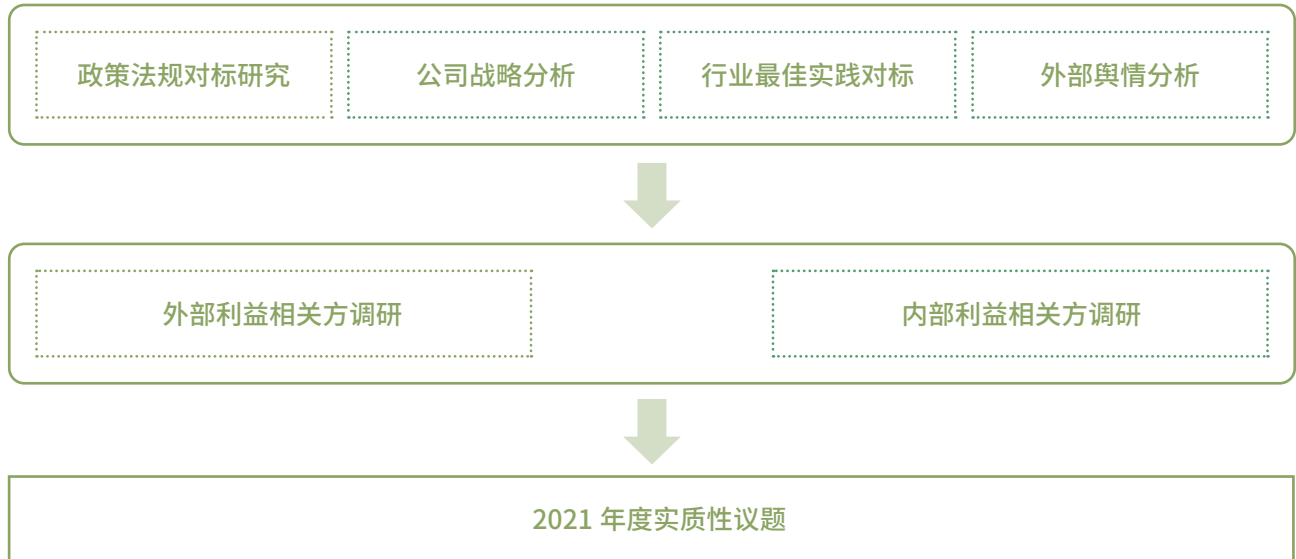 政策法规对标研究
公司战略分析
行业最佳实践对标
外部舆情分析
外部利益相关方调研
内部利益相关方调研
2021 年度实质性议题